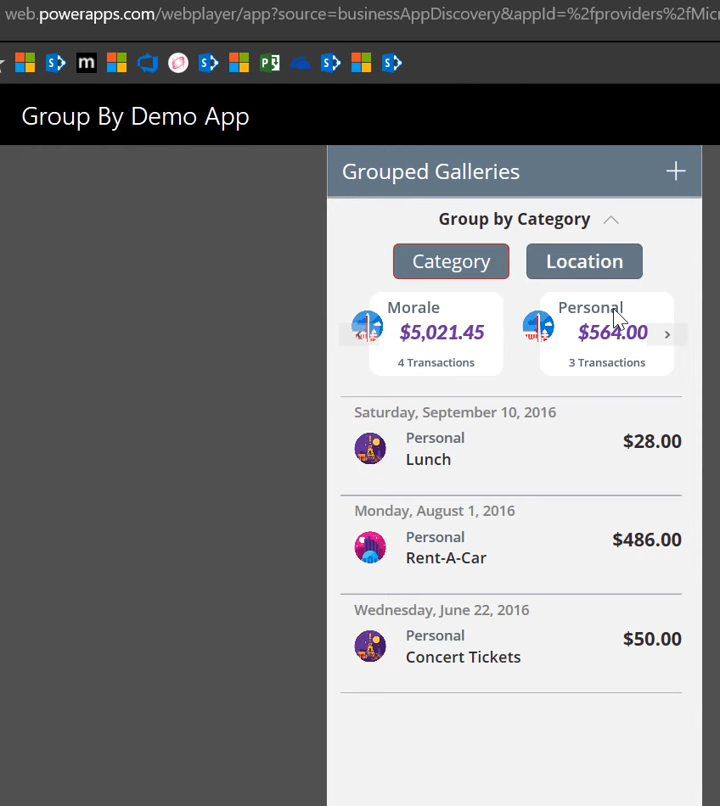 web.powerapps.com/webplayer/app?source=businessAppDiscovery&appId=%2fproviders%2fMic
Group By Demo App
Grouped Galleries
Group by Category
Category Location
Morale Personal
$5,021.45 $564.00
4 Transactions 3 Transactions
Saturday, September 10, 2016
Personal
$28.00
Lunch
Monday, August 1, 2016
Personal
$486.00
Rent-A-Car
Wednesday, June 22, 2016
Personal
$50.00
Concert Tickets